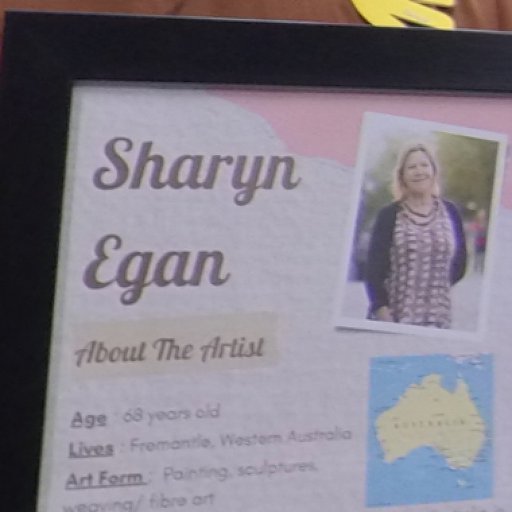 Sharyn
Egan
About The Artist
Age : 68 years old
Lives : Fremantle, Western Australia
Art Form : Painting, sculptures,
weaving/ fibre art
AUSTRALIA